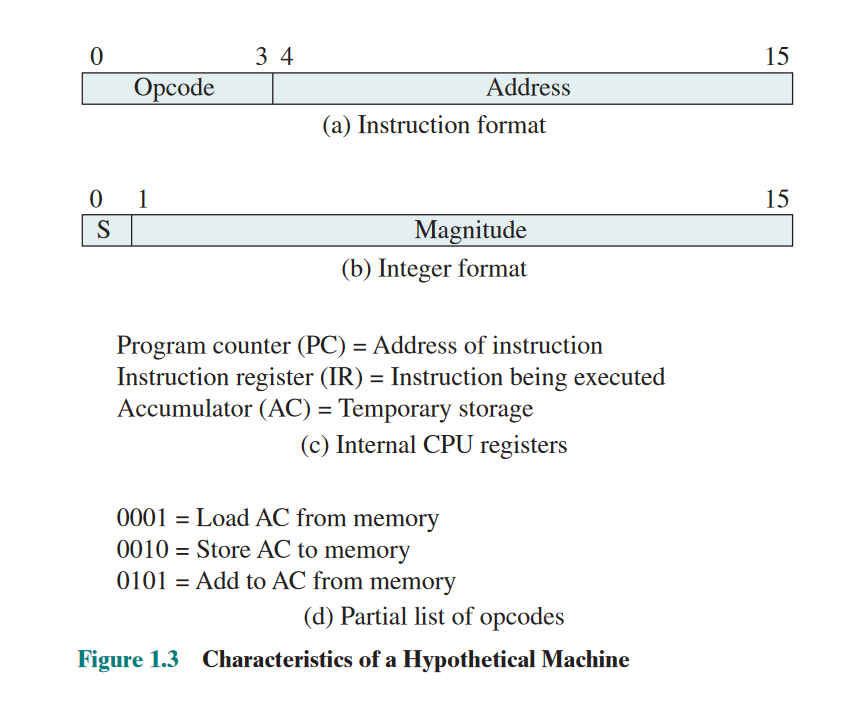 0 3 4 15
Opcode Address
(a) Instruction format
0 1 15
S Magnitude
(b) Integer format
Program counter (PC) = Address of instruction
Instruction register (IR) = Instruction being executed
Accumulator (AC) = Temporary storage
(c) Internal CPU registers
0001 = Load AC from memory
0010 = Store AC to memory
0101 = Add to AC from memory
(d) Partial list of opcodes
Figure 1.3 Characteristics of a Hypothetical Machine